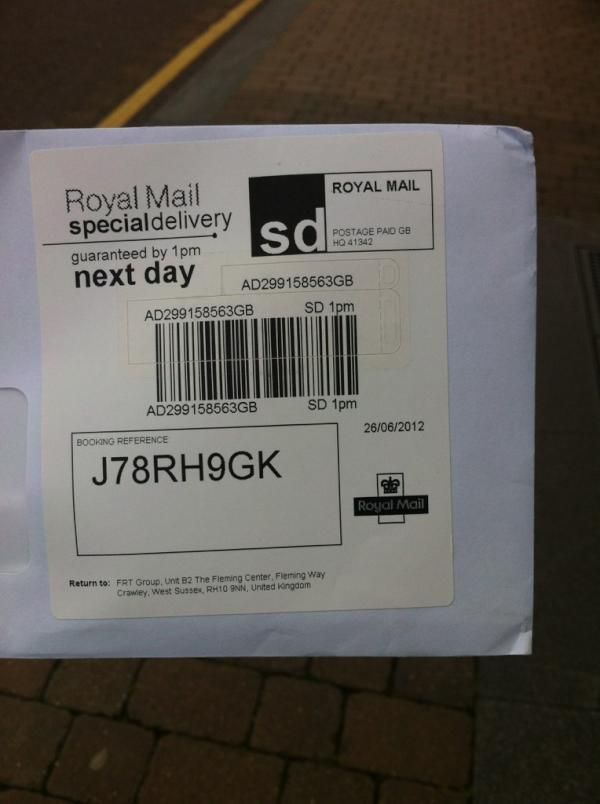 Royal Mail
specialdelivery
guaranteed by 1pm
next day
sd
ROYAL MAIL
POSTAGE PAID GB
HQ 41342
AD299158563GB
AD299158563GB SD 1pm
AD299158563GB SD 1pm
26/06/2012
BOOKING REFERENCE
J78RH9GK
Royal Mail
Return to: FRT Group, Unit B2 The Fleming Center, Fleming Way
Crawley, West Sussex, RH10 9NN, United Kingdom